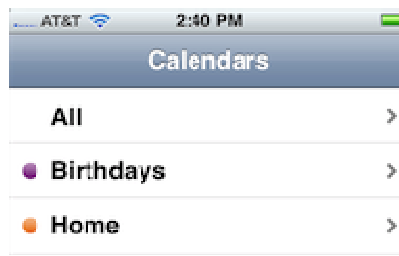 AT&T 2:40 PM
Calendars
All
Birthdays
Home